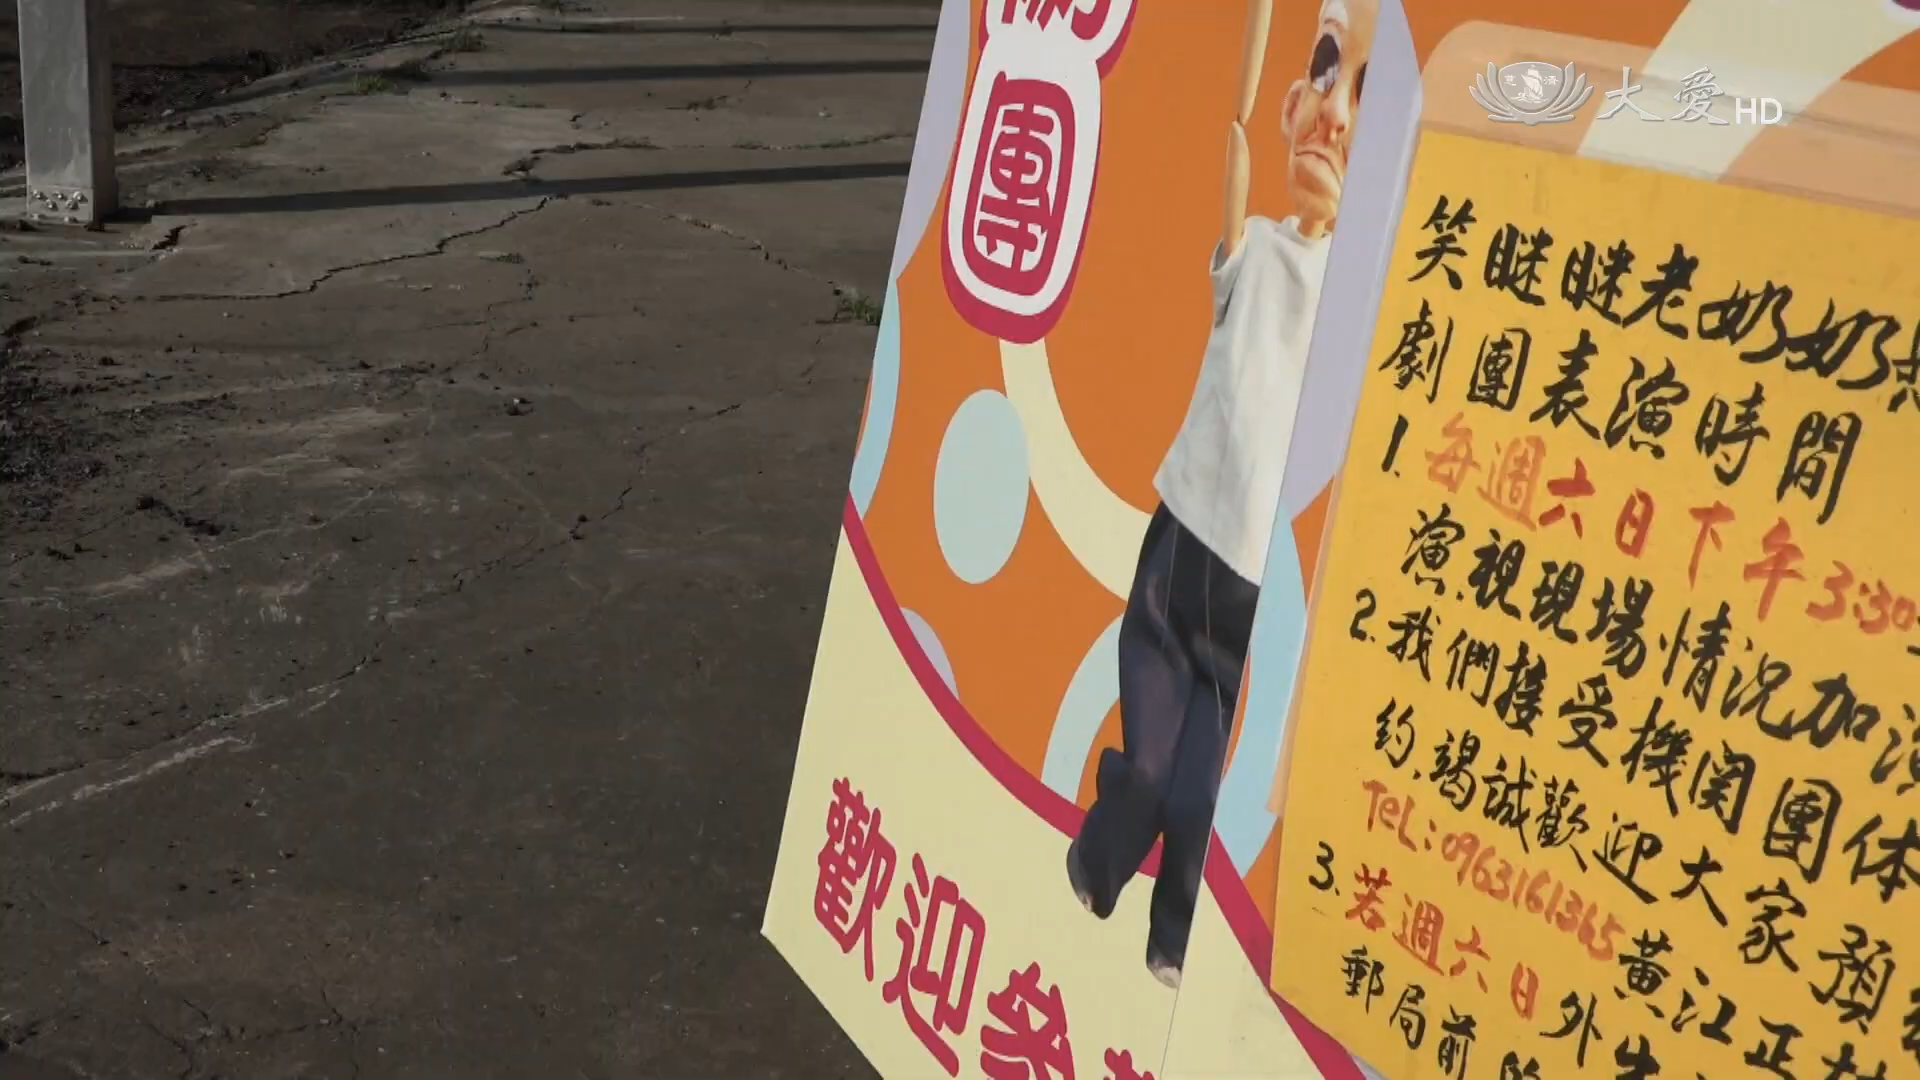 大愛HD
團
笑瞇瞇老奶奶
劇團表演時間
1.每週六日下午3:30
演.視現場情況加演
2.我們接受機関團体
約.竭誠歡迎大家預約
TeL:0963161365黃江正
3.若週六日外
郵局前的
歡迎參